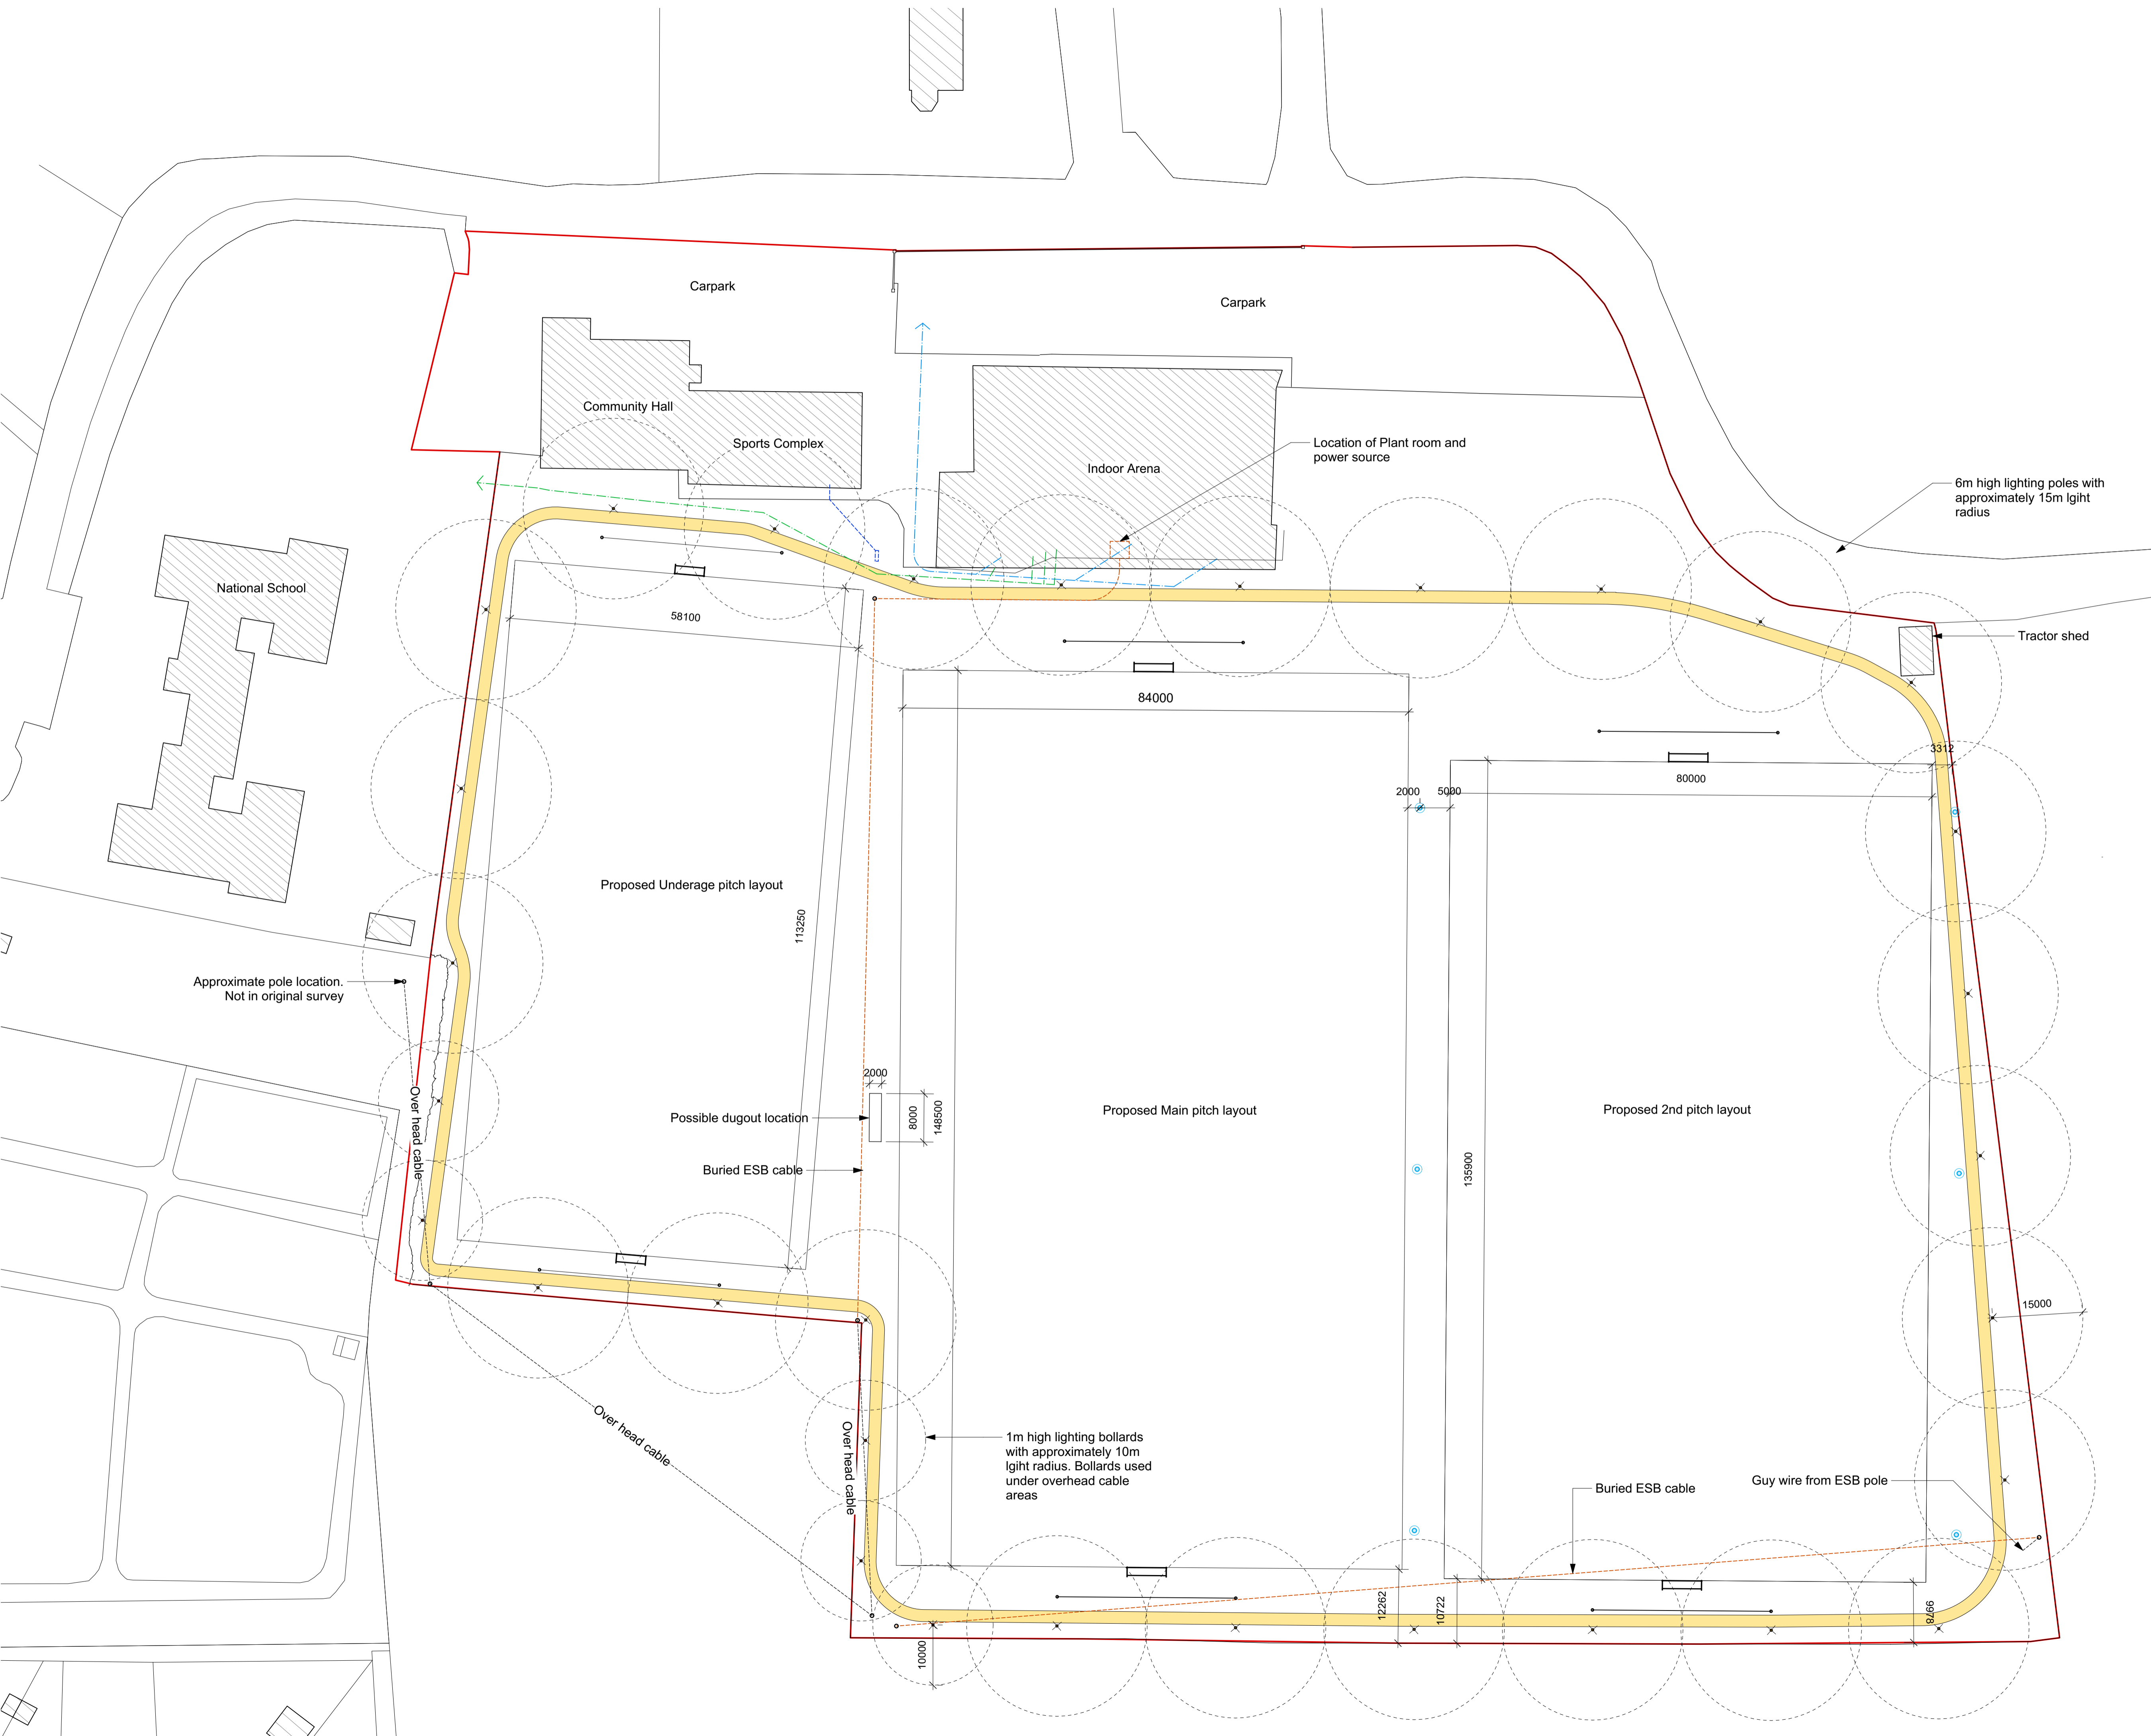 Carpark
Carpark
Community Hall
Sports Complex
Indoor Arena
Location of Plant room and
power source
6m high lighting poles with
approximately 15m lgiht
radius
National School
58100
Tractor shed
84000
3312
80000
2000
5000
Proposed Underage pitch layout
113250
Approximate pole location.
Not in original survey
2000
Over head cable
Possible dugout location
8000
148500
Proposed Main pitch layout
Proposed 2nd pitch layout
Buried ESB cable
135900
15000
Over head cable
Over head cable
1m high lighting bollards
with approximately 10m
lgiht radius. Bollards used
under overhead cable
areas
Buried ESB cable
Guy wire from ESB pole
12262
10722
9978
10000